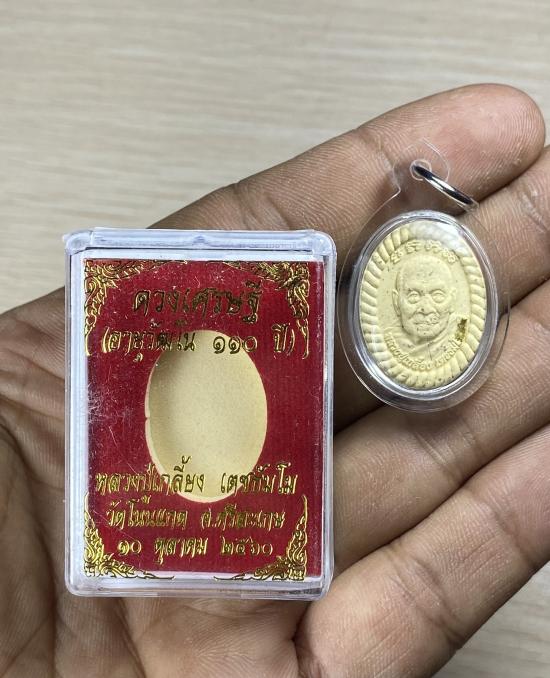 ดวงเศรษฐี
(อายุวัฒโน ๑๑๐ ปี)
หลวงปู่เกลี้ยง เตชธมฺโม
วัดโนนแกด จ.ศรีสะเกษ
๑๐ ตุลาคม ๒๕๖๐